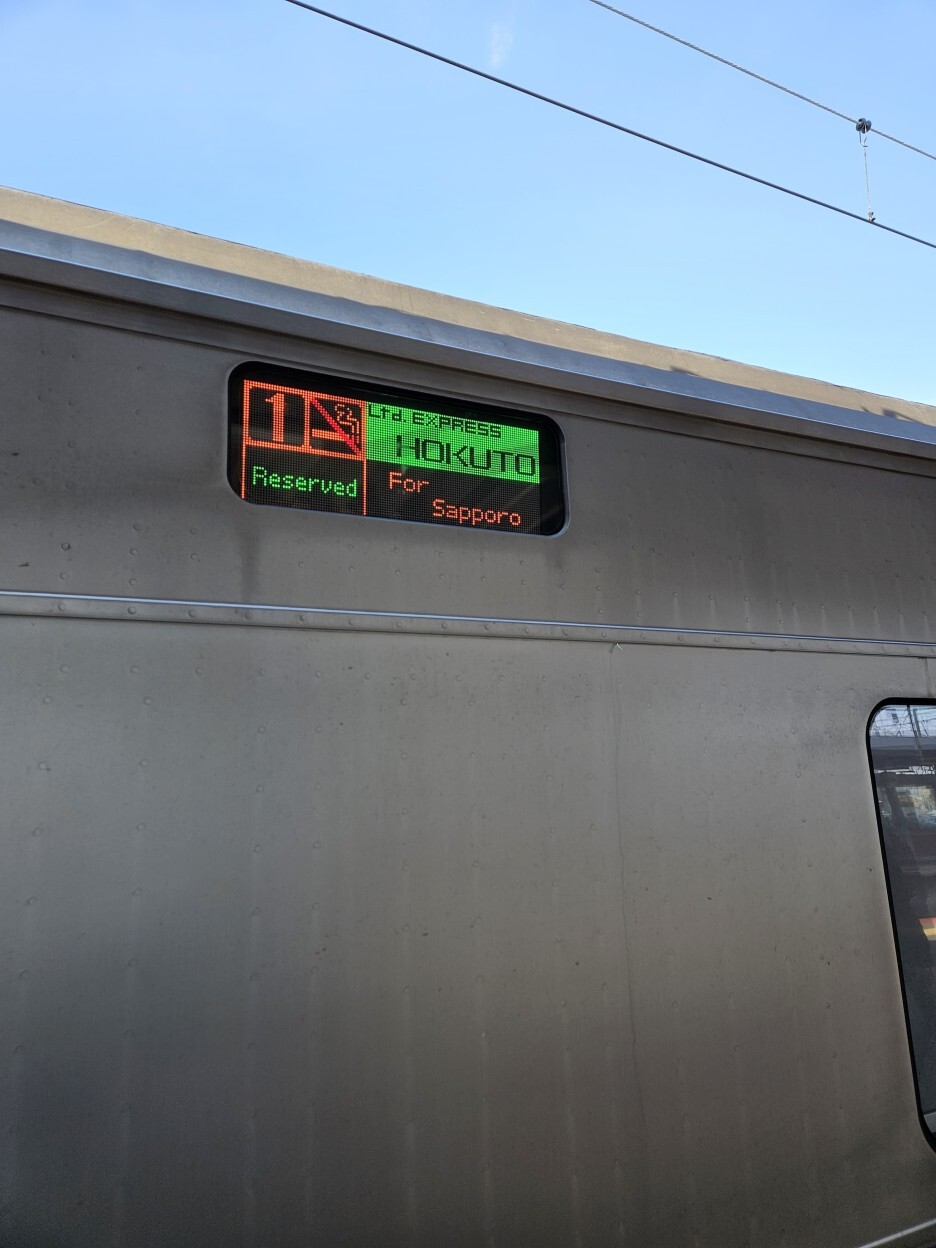 1
Ltd.EXPRESS
HOKUTO
Reserved
For
Sapporo